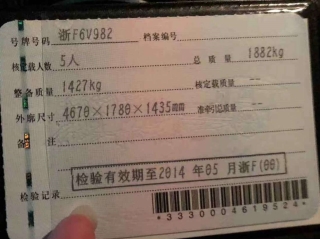 号牌号码 浙F6V982 档案编号
核定载人数 5人 总质量 1882kg
整备质量 1427kg 核定载质量 --
外廓尺寸 4670×1780×1435mm 准牵引总质量 --
备注
检验有效期至2014年05月浙F(00)
检验记录
*3330004619524*